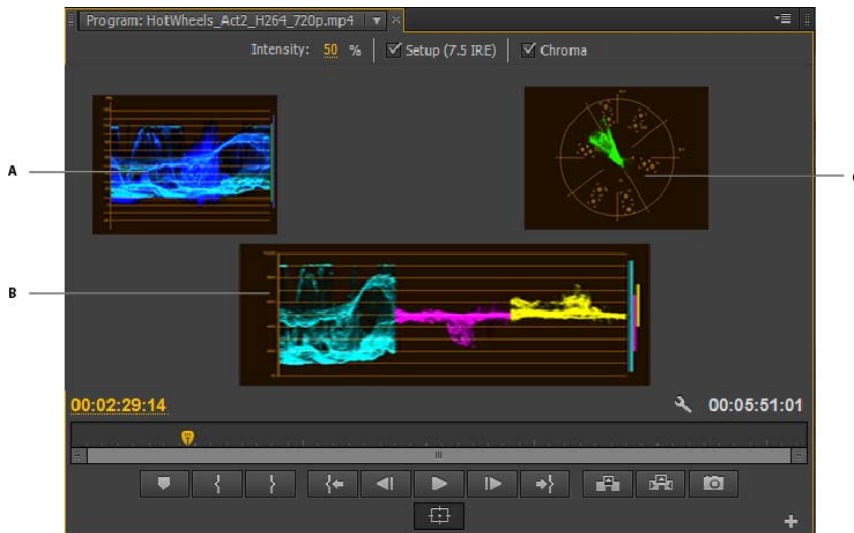 Program: HotWheels_Act2_H264_720p.mp4
Intensity: 50 % Setup (7.5 IRE) Chroma
A
B
00:02:29:14
00:05:51:01